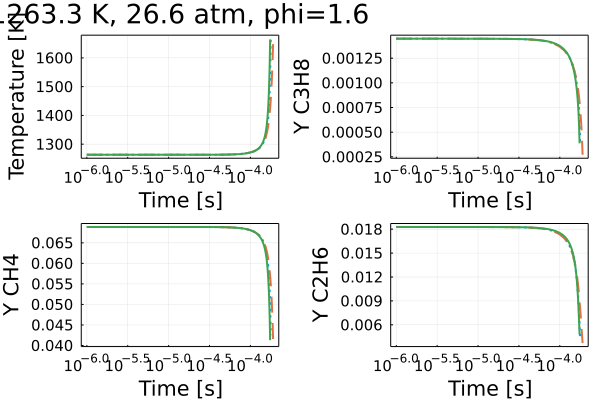 .263.3 K, 26.6 atm, phi=1.6
Temperature [K]
1600
1500
1400
1300
10^−6.0 10^−5.5 10^−5.0 10^−4.5 10^−4.0
Time [s]
Y C3H8
0.00125
0.00100
0.00075
0.00050
0.00025
10^−6.0 10^−5.5 10^−5.0 10^−4.5 10^−4.0
Time [s]
Y CH4
0.065
0.060
0.055
0.050
0.045
0.040
10^−6.0 10^−5.5 10^−5.0 10^−4.5 10^−4.0
Time [s]
Y C2H6
0.018
0.015
0.012
0.009
0.006
10^−6.0 10^−5.5 10^−5.0 10^−4.5 10^−4.0
Time [s]